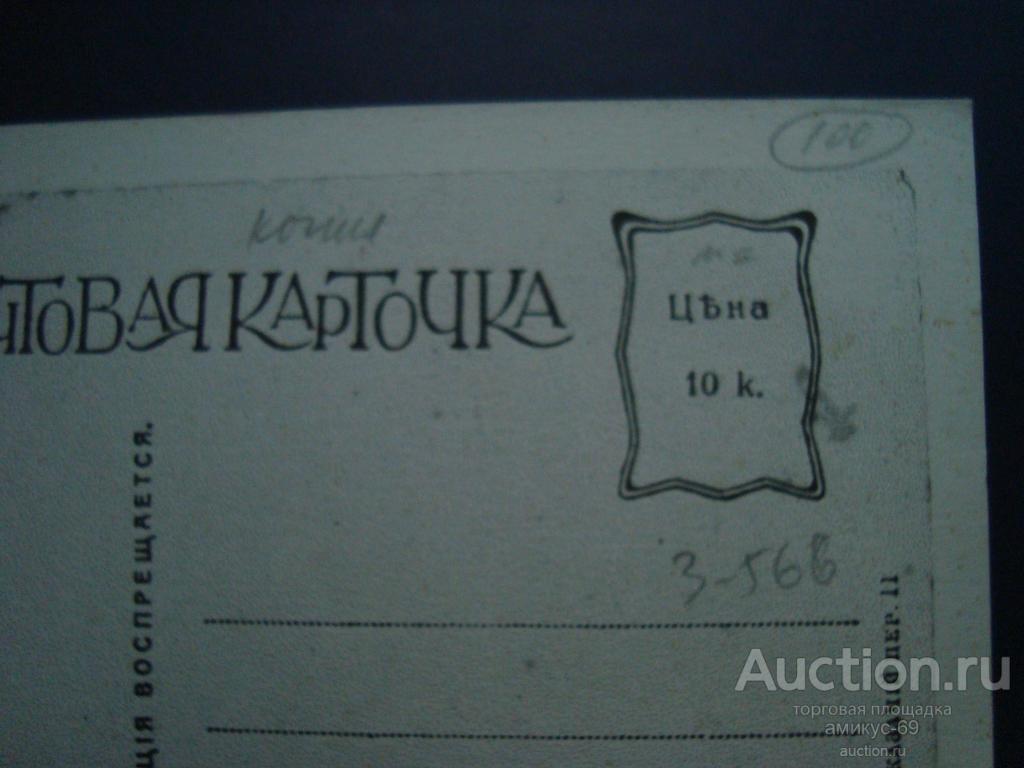 100
копия
ЧТОВАЯ КАРТОЧКА
Цѣна
10 к.
ЦІЯ ВОСПРЕЩАЕТСЯ.
3-566
ПЕР. 11
Auction.ru
торговая площадка
амикус-69
auction.ru